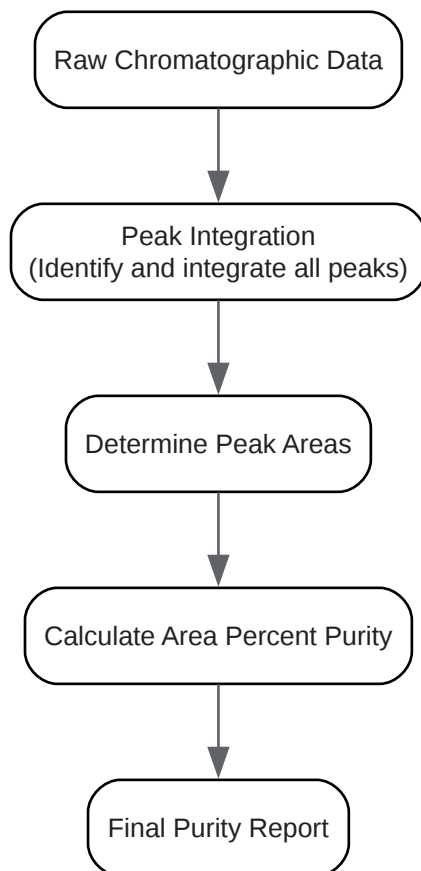 Raw Chromatographic Data
Peak Integration
(Identify and integrate all peaks)
Determine Peak Areas
Calculate Area Percent Purity
Final Purity Report